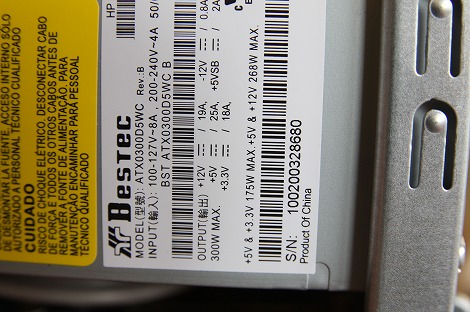 DE DESMONTAR LA FUENTE, ACCESO INTERNO SÓLO
AUTORIZADO A PERSONAL TÉCNICO CUALIFICADO
CUIDADO
RISCO DE CHOQUE ELÉTRICO, DESCONECTAR CABO
DE FORÇA E TODOS OS OUTROS CABOS ANTES DE
REMOVER A FONTE DE ALIMENTAÇÃO. PARA
MANUTENÇÃO ENCAMINHAR PARA PESSOAL
TÉCNICO QUALIFICADO
HP
Bestec
MODEL(型號): ATX0300D5WC Rev.:B
INPUT(輸入): 100-127V~8A, 200-240V~4A 50/
BST ATX0300D5WC B
OUTPUT(輸出) +12V ⎓ / 19A, -12V ⎓ / 0.8A
300W MAX. +5V ⎓ / 25A, +5VSB ⎓ / 2A
+3.3V ⎓ / 18A,
+5V & +3.3V 175W MAX.+5V & +12V 268W MAX.
S/N: 100200328680
Product Of China